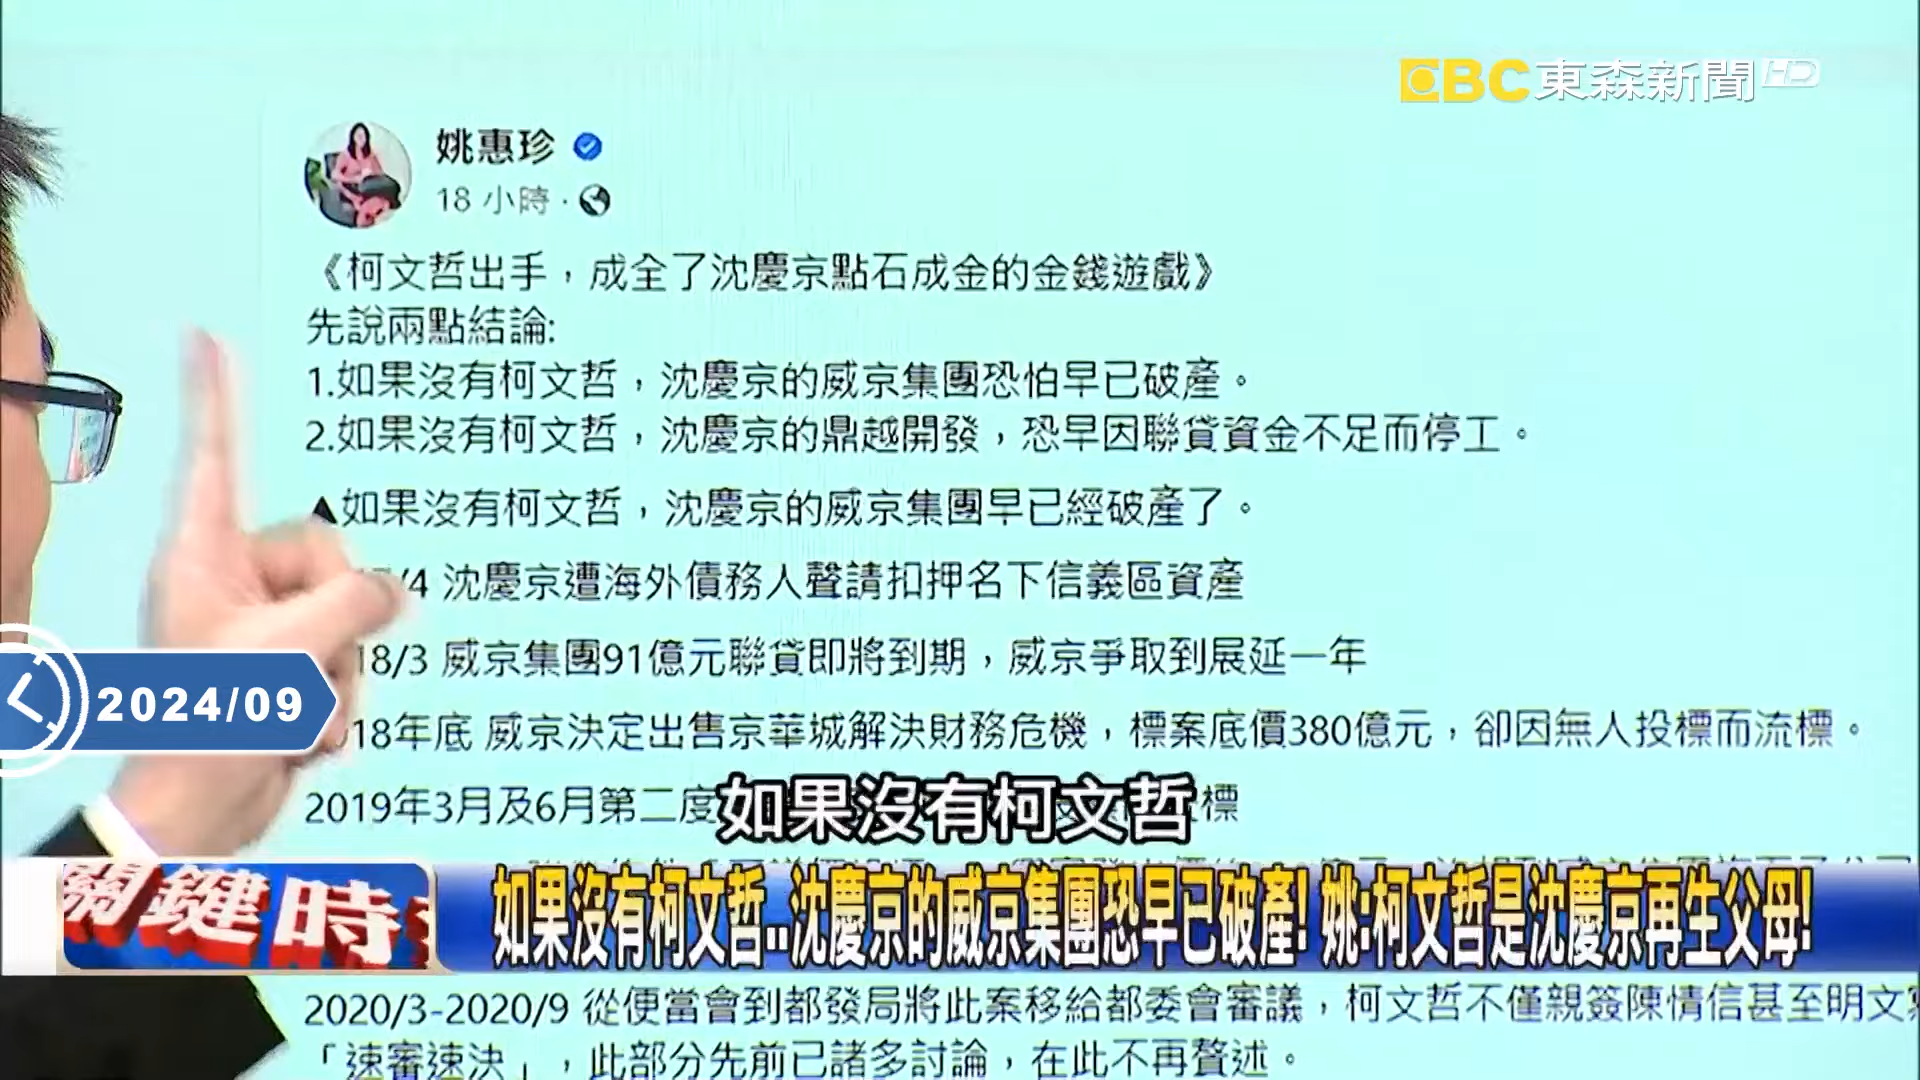 EBC東森新聞HD
姚惠珍
18 小時
《柯文哲出手，成全了沈慶京點石成金的金錢遊戲》
先說兩點結論:
1.如果沒有柯文哲，沈慶京的威京集團恐怕早已破產。
2.如果沒有柯文哲，沈慶京的鼎越開發，恐早因聯貸資金不足而停工。
▲如果沒有柯文哲，沈慶京的威京集團早已經破產了。
/4 沈慶京遭海外債務人聲請扣押名下信義區資產
18/3 威京集團91億元聯貸即將到期，威京爭取到展延一年
2024/09
18年底 威京決定出售京華城解決財務危機，標案底價380億元，卻因無人投標而流標。
2019年3月及6月第二度
標
如果沒有柯文哲
關鍵時
如果沒有柯文哲..沈慶京的威京集團恐早已破產! 姚:柯文哲是沈慶京再生父母!
2020/3-2020/9 從便當會到都發局將此案移給都委會審議，柯文哲不僅親簽陳情信甚至明文
「速審速決」，此部分先前已諸多討論，在此不再贅述。